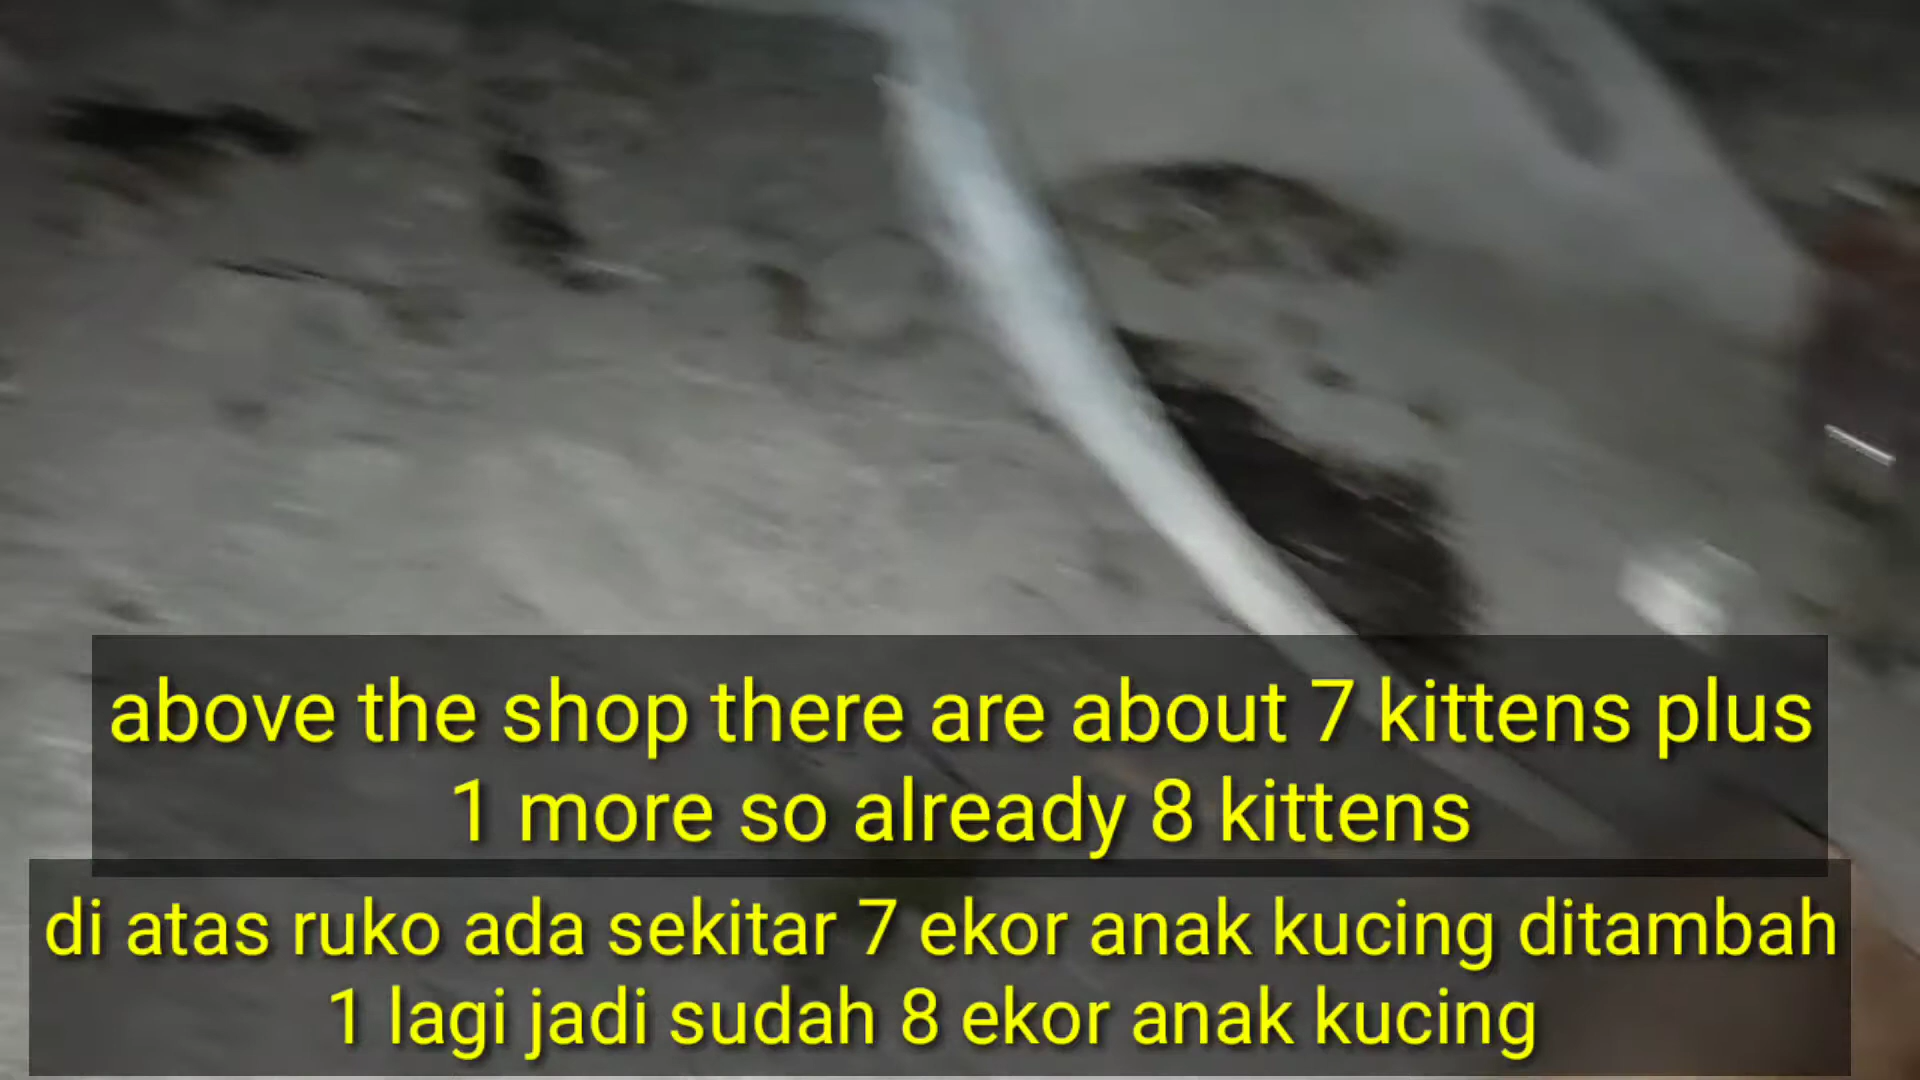 above the shop there are about 7 kittens plus
1 more so already 8 kittens
di atas ruko ada sekitar 7 ekor anak kucing ditambah
1 lagi jadi sudah 8 ekor anak kucing